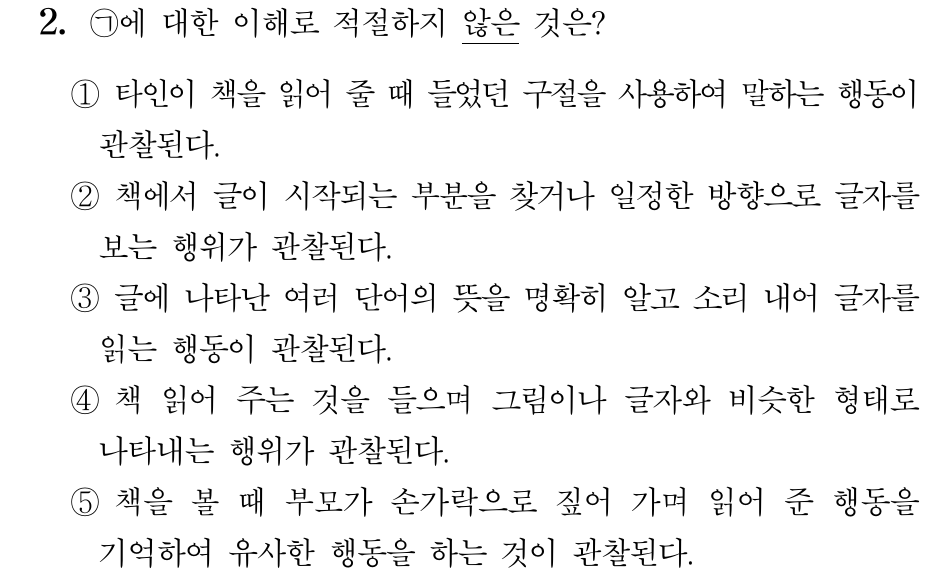 2. ㉠에 대한 이해로 적절하지 않은 것은?
① 타인이 책을 읽어 줄 때 들었던 구절을 사용하여 말하는 행동이
관찰된다.
② 책에서 글이 시작되는 부분을 찾거나 일정한 방향으로 글자를
보는 행위가 관찰된다.
③ 글에 나타난 여러 단어의 뜻을 명확히 알고 소리 내어 글자를
읽는 행동이 관찰된다.
④ 책 읽어 주는 것을 들으며 그림이나 글자와 비슷한 형태로
나타내는 행위가 관찰된다.
⑤ 책을 볼 때 부모가 손가락으로 짚어 가며 읽어 준 행동을
기억하여 유사한 행동을 하는 것이 관찰된다.